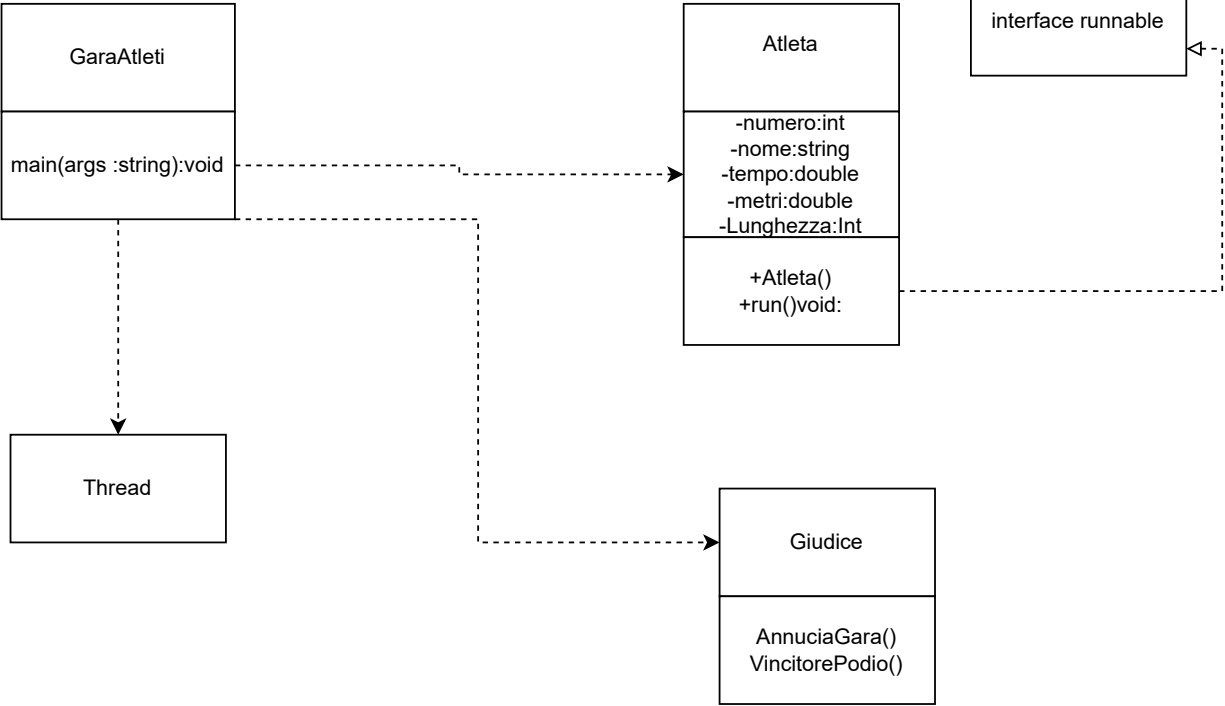 GaraAtleti
main(args :string):void
Atleta
-numero:int
-nome:string
-tempo:double
-metri:double
-Lunghezza:Int
+Atleta()
+run()void:
interface runnable
Thread
Giudice
AnnuciaGara()
VincitorePodio()